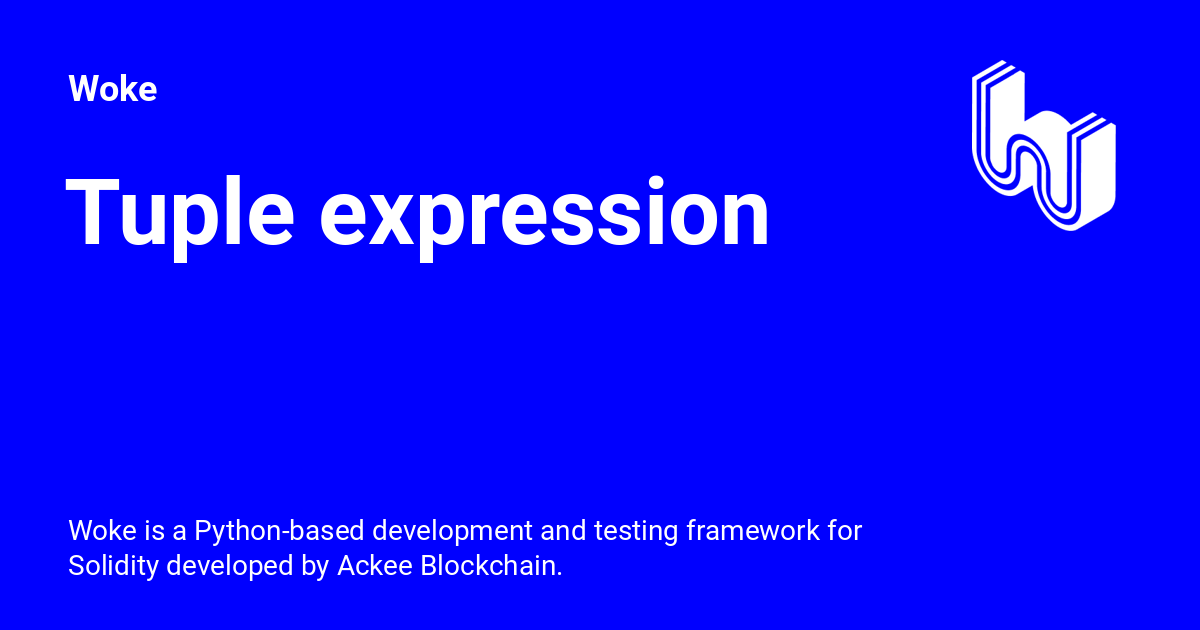 Woke
Tuple expression
Woke is a Python-based development and testing framework for
Solidity developed by Ackee Blockchain.